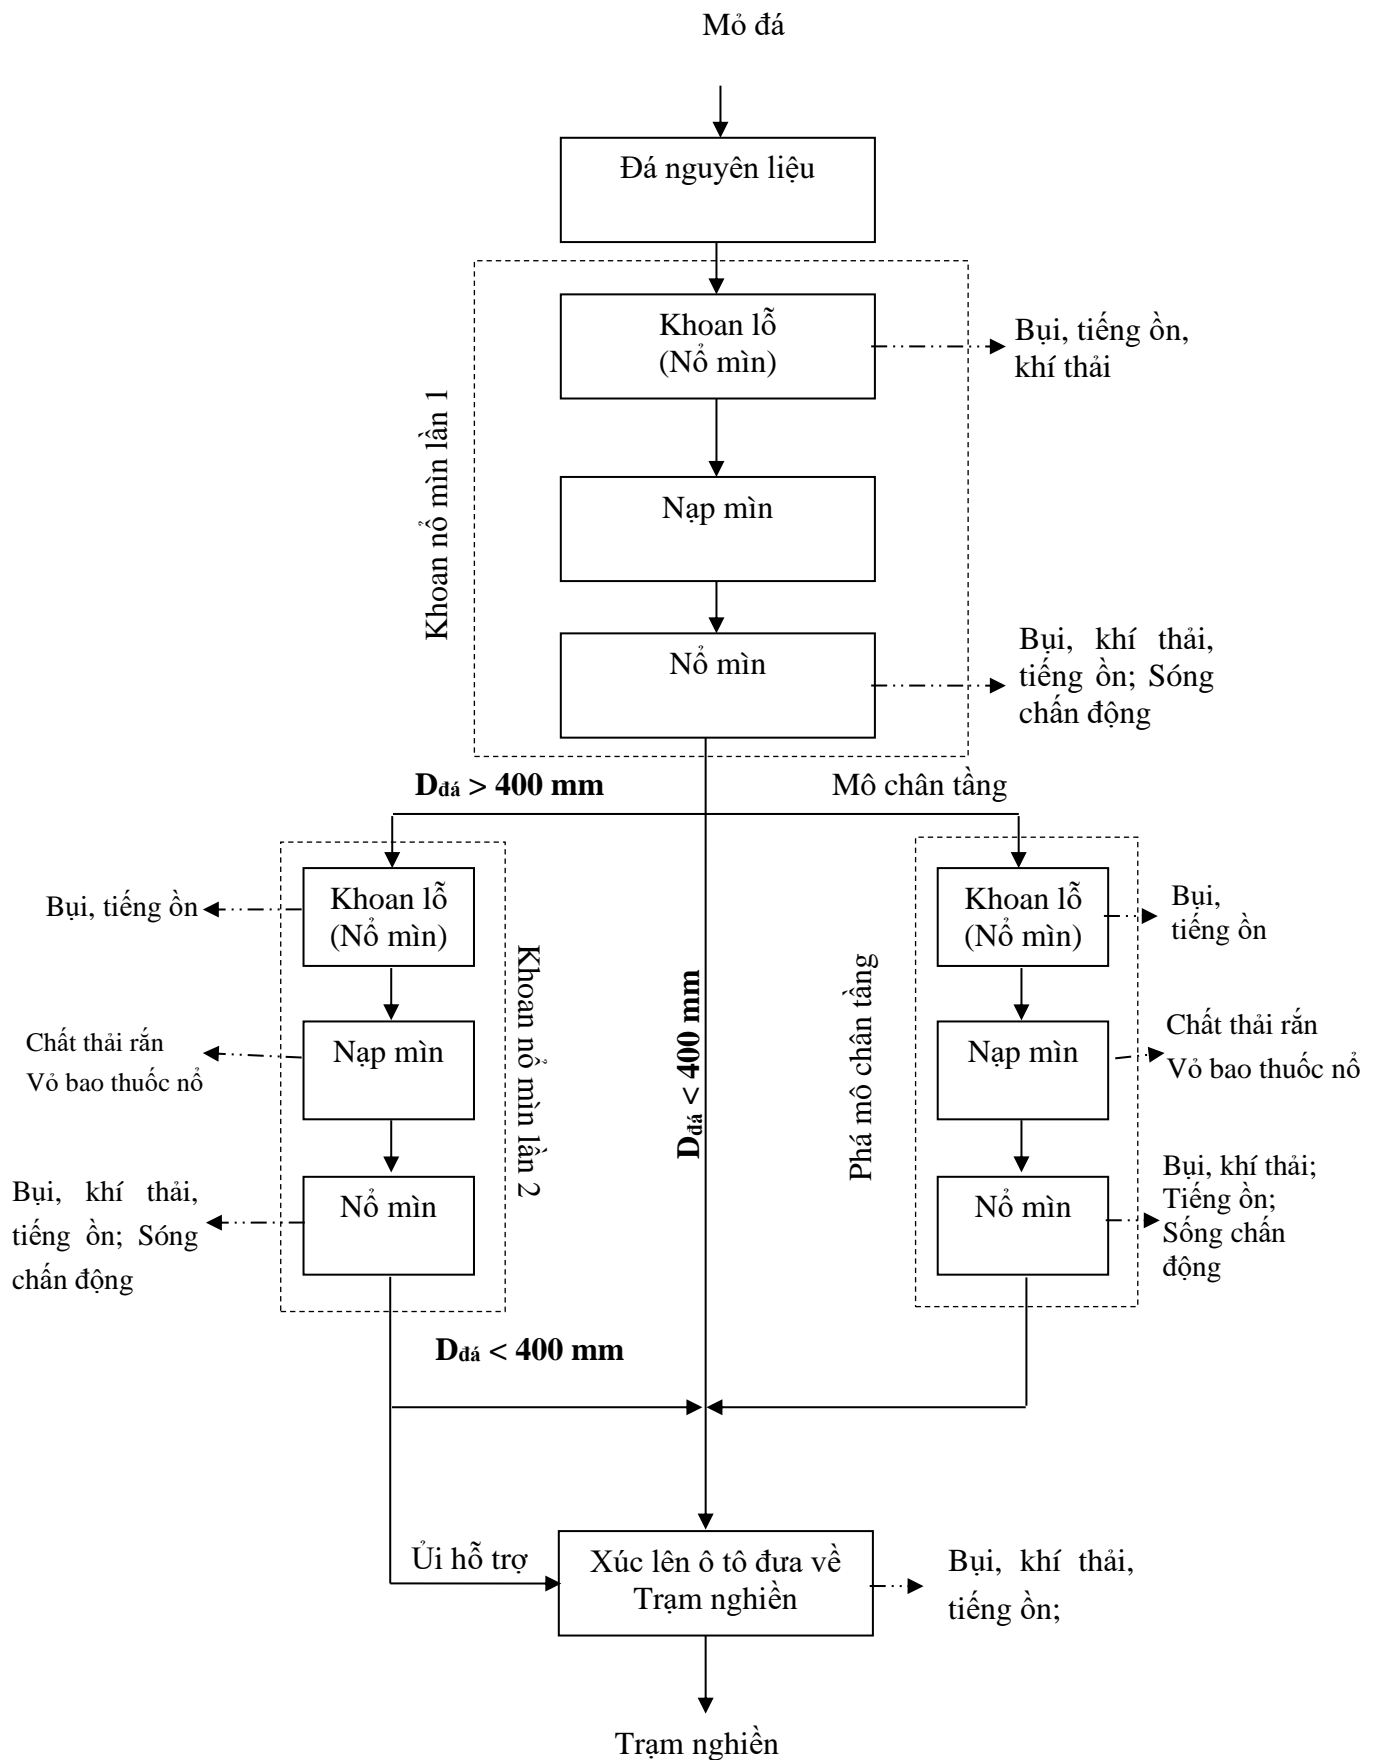 Mỏ đá
Đá nguyên liệu
Khoan lỗ
(Nổ mìn)
Bụi, tiếng ồn,
khí thải
Khoan nổ mìn lần 1
Nạp mìn
Nổ mìn
Bụi, khí thải,
tiếng ồn; Sóng
chấn động
Dđá > 400 mm
Mô chân tầng
Bụi, tiếng ồn
Khoan lỗ
(Nổ mìn)
Khoan lỗ
(Nổ mìn)
Bụi,
tiếng ồn
Khoan nổ mìn lần 2
Dđá < 400 mm
Phá mô chân tầng
Chất thải rắn
Vỏ bao thuốc nổ
Nạp mìn
Nạp mìn
Chất thải rắn
Vỏ bao thuốc nổ
Bụi, khí thải,
tiếng ồn; Sóng
chấn động
Nổ mìn
Nổ mìn
Bụi, khí thải;
Tiếng ồn;
Sống chấn
động
Dđá < 400 mm
Ủi hỗ trợ
Xúc lên ô tô đưa về
Trạm nghiền
Bụi, khí thải,
tiếng ồn;
Trạm nghiền